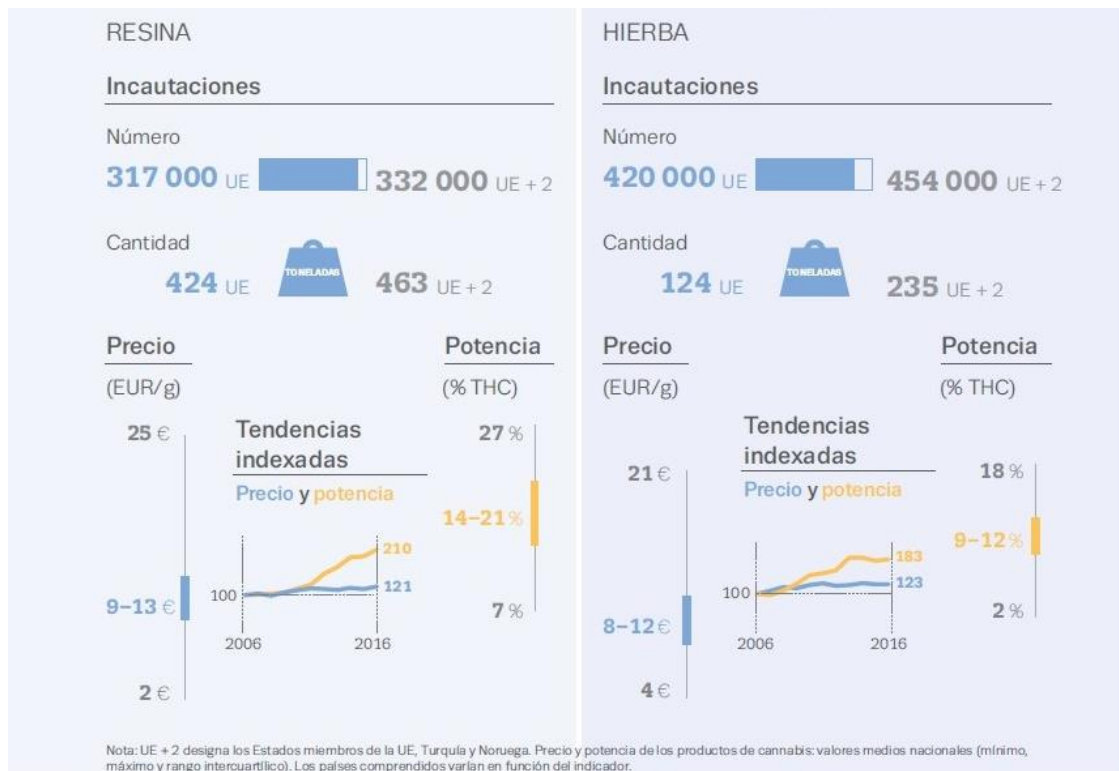 RESINA
Incautaciones
Número
317 000 UE 332 000 UE + 2
Cantidad
424 UE TONELADAS 463 UE + 2
Precio Potencia
(EUR/g) (% THC)
25 € 27 %
Tendencias
indexadas
Precio y potencia
14–21 %
210
121
100
9–13 €
7 %
2006 2016
2 €
HIERBA
Incautaciones
Número
420 000 UE 454 000 UE + 2
Cantidad
124 UE TONELADAS 235 UE + 2
Precio Potencia
(EUR/g) (% THC)
Tendencias
indexadas
21 € 18 %
Precio y potencia
9–12 %
183
123
100
8–12 €
2 %
2006 2016
4 €
Nota: UE + 2 designa los Estados miembros de la UE, Turquía y Noruega. Precio y potencia de los productos de cannabis: valores medios nacionales (mínimo,
máximo y rango intercuartílico). Los países comprendidos varían en función del indicador.